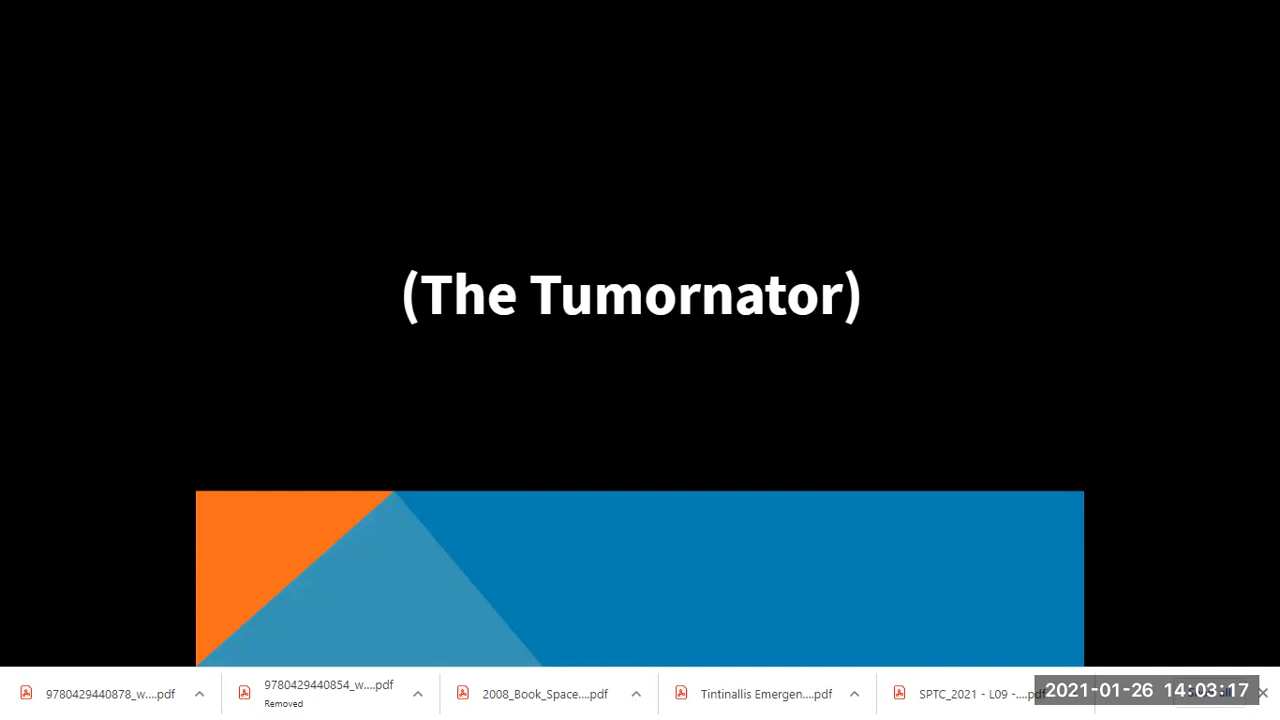 (The Tumornator)
9780429440878_w....pdf
9780429440854_w....pdf
Removed
2008_Book_Space....pdf
Tintinallis Emergen....pdf
SPTC_2021 - L09 -....pdf
2021-01-26 14:03:17